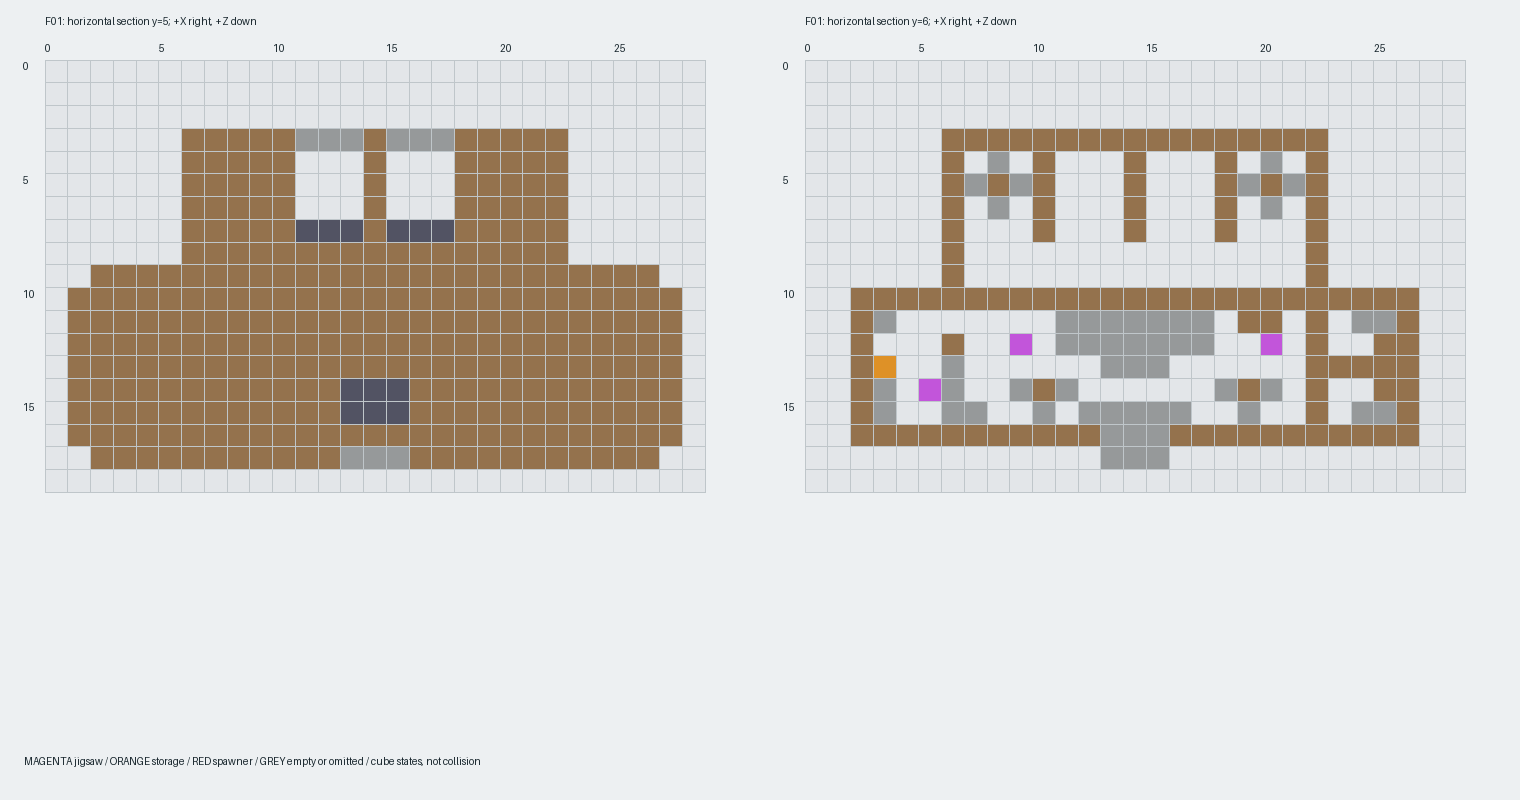 F01: horizontal section y=5; +X right, +Z down
F01: horizontal section y=6; +X right, +Z down
0 5 10 15 20 25
0 5 10 15 20 25
0
0
5
5
10
10
15
15
MAGENTA jigsaw / ORANGE storage / RED spawner / GREY empty or omitted / cube states, not collision